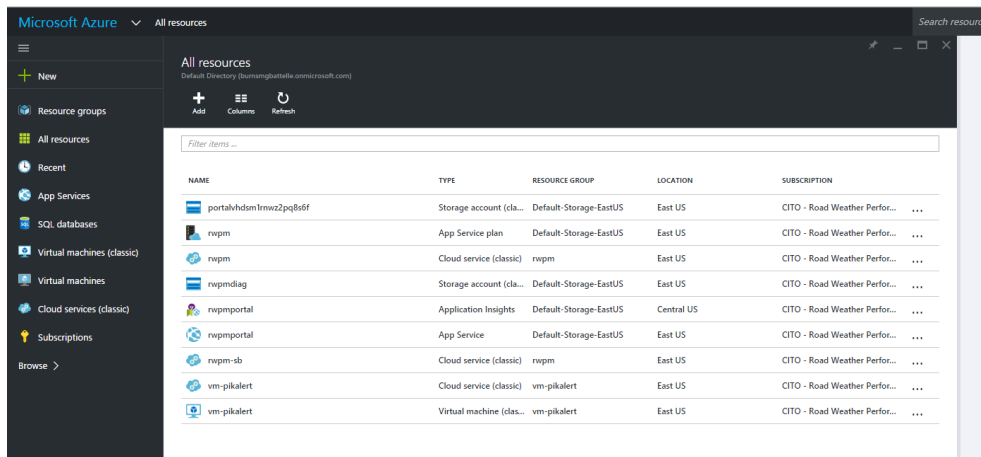 Microsoft Azure All resources Search resourc
All resources
Default Directory (burnsmgbattelle.onmicrosoft.com)
New
Add Columns Refresh
Resource groups
All resources
Recent
App Services
SQL databases
Virtual machines (classic)
Virtual machines
Cloud services (classic)
Subscriptions
Browse >
Filter items ...
NAME TYPE RESOURCE GROUP LOCATION SUBSCRIPTION
portalvhdsm1rnwz2pq8s6f Storage account (cla... Default-Storage-EastUS East US CITO - Road Weather Perfor... ...
rwpm App Service plan Default-Storage-EastUS East US CITO - Road Weather Perfor... ...
rwpm Cloud service (classic) rwpm East US CITO - Road Weather Perfor... ...
rwpmdiag Storage account (cla... Default-Storage-EastUS East US CITO - Road Weather Perfor... ...
rwpmportal Application Insights Default-Storage-EastUS Central US CITO - Road Weather Perfor... ...
rwpmportal App Service Default-Storage-EastUS East US CITO - Road Weather Perfor... ...
rwpm-sb Cloud service (classic) rwpm East US CITO - Road Weather Perfor... ...
vm-pikalert Cloud service (classic) vm-pikalert East US CITO - Road Weather Perfor... ...
vm-pikalert Virtual machine (clas... vm-pikalert East US CITO - Road Weather Perfor... ...